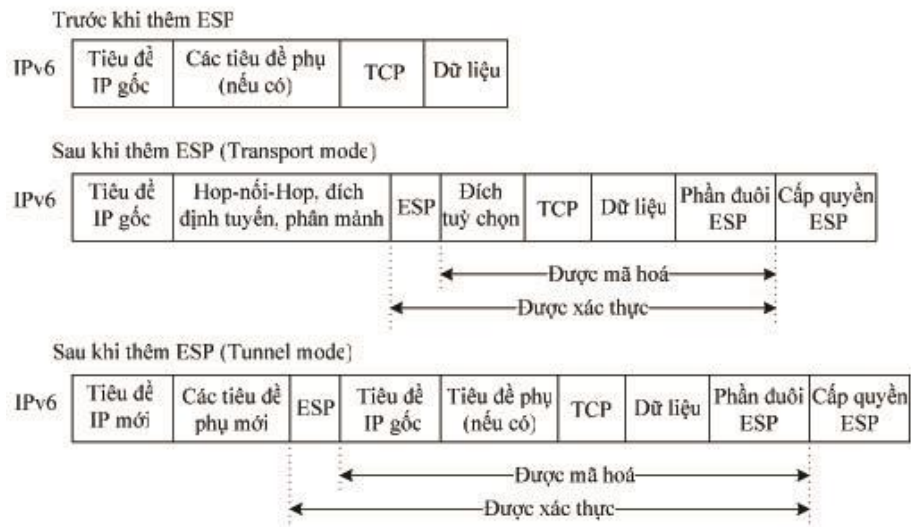 Trước khi thêm ESP
IPv6
Tiêu đề
IP gốc
Các tiêu đề phụ
(nếu có)
TCP
Dữ liệu
Sau khi thêm ESP (Transport mode)
IPv6
Tiêu đề
IP gốc
Hop-nối-Hop, đích
định tuyến, phân mảnh
ESP
Đích
tuỳ chọn
TCP
Dữ liệu
Phần đuôi
ESP
Cấp quyền
ESP
Được mã hoá
Được xác thực
Sau khi thêm ESP (Tunnel mode)
IPv6
Tiêu đề
IP mới
Các tiêu đề
phụ mới
ESP
Tiêu đề
IP gốc
Tiêu đề phụ
(nếu có)
TCP
Dữ liệu
Phần đuôi
ESP
Cấp quyền
ESP
Được mã hoá
Được xác thực